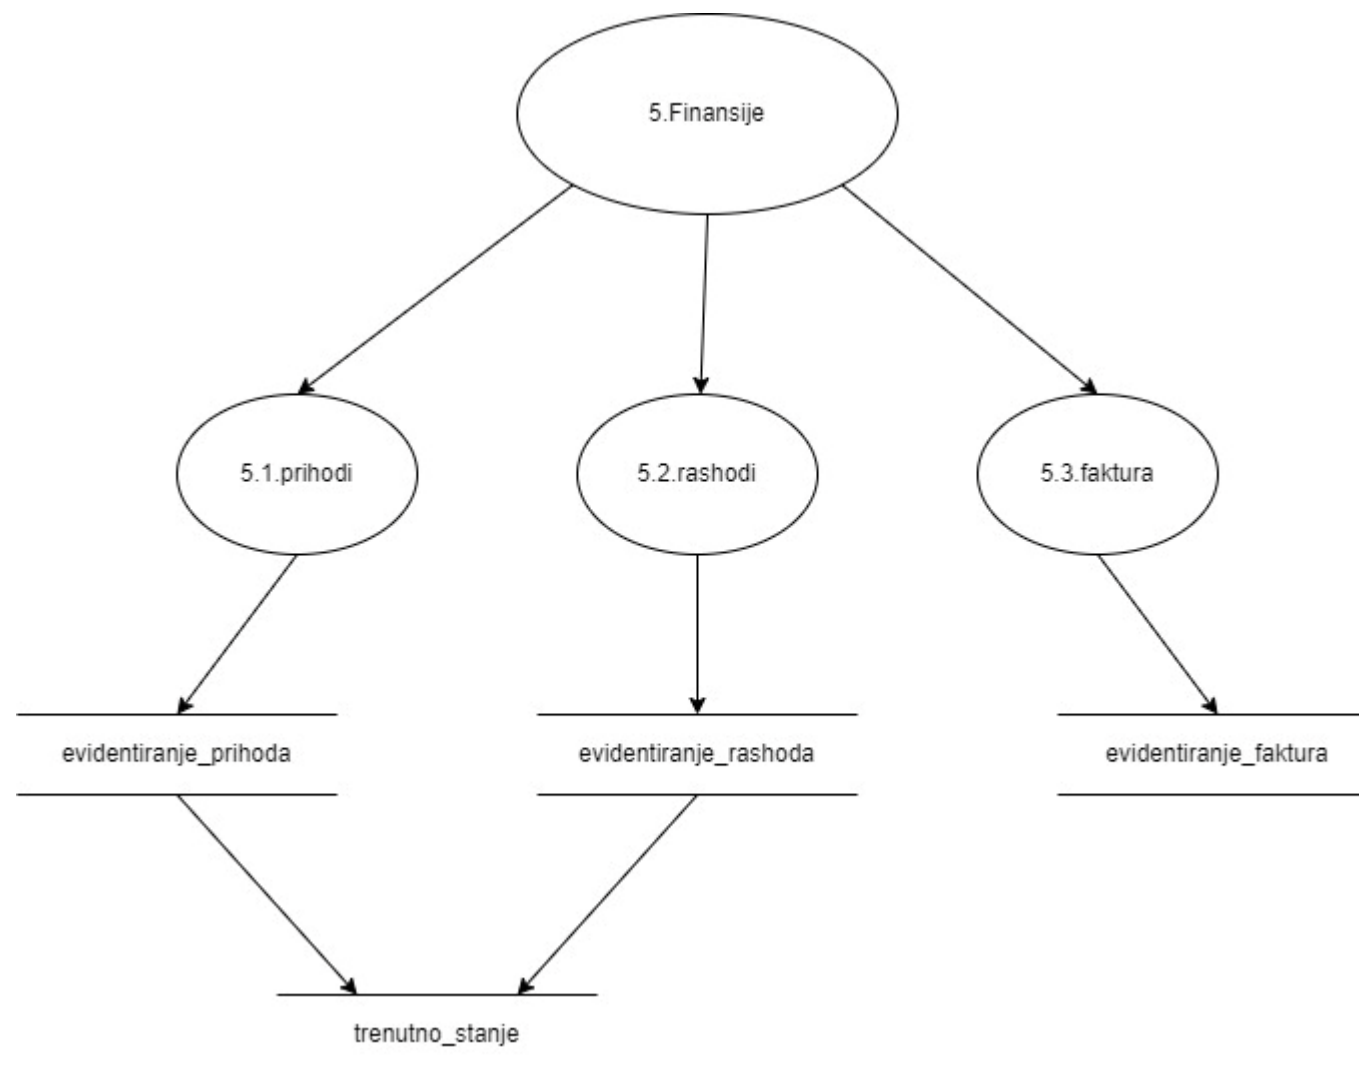 5.Finansije
5.1.prihodi
5.2.rashodi
5.3.faktura
evidentiranje_prihoda
evidentiranje_rashoda
evidentiranje_faktura
trenutno_stanje